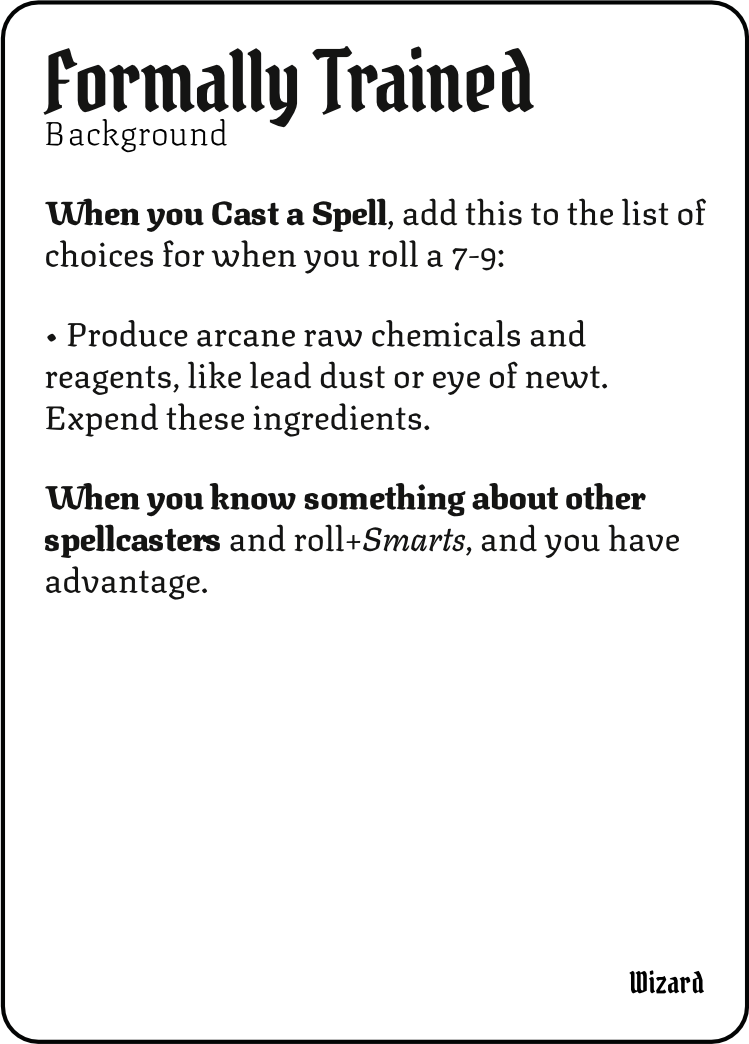 Formally Trained
Background
When you Cast a Spell, add this to the list of
choices for when you roll a 7-9:
• Produce arcane raw chemicals and
reagents, like lead dust or eye of newt.
Expend these ingredients.
When you know something about other
spellcasters and roll+Smarts, and you have
advantage.
Wizard